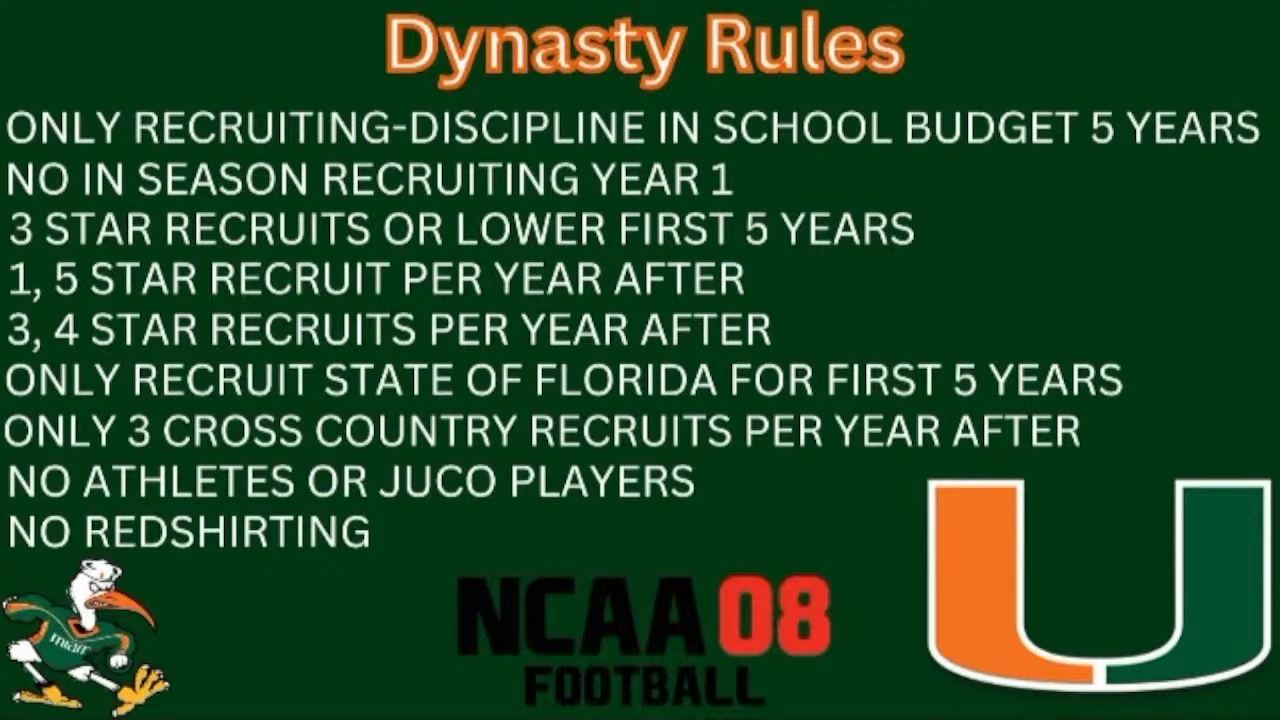 Dynasty Rules
ONLY RECRUITING-DISCIPLINE IN SCHOOL BUDGET 5 YEARS
NO IN SEASON RECRUITING YEAR 1
3 STAR RECRUITS OR LOWER FIRST 5 YEARS
1, 5 STAR RECRUIT PER YEAR AFTER
3, 4 STAR RECRUITS PER YEAR AFTER
ONLY RECRUIT STATE OF FLORIDA FOR FIRST 5 YEARS
ONLY 3 CROSS COUNTRY RECRUITS PER YEAR AFTER
NO ATHLETES OR JUCO PLAYERS
NO REDSHIRTING
MIAMI
NCAA 08
FOOTBALL
U